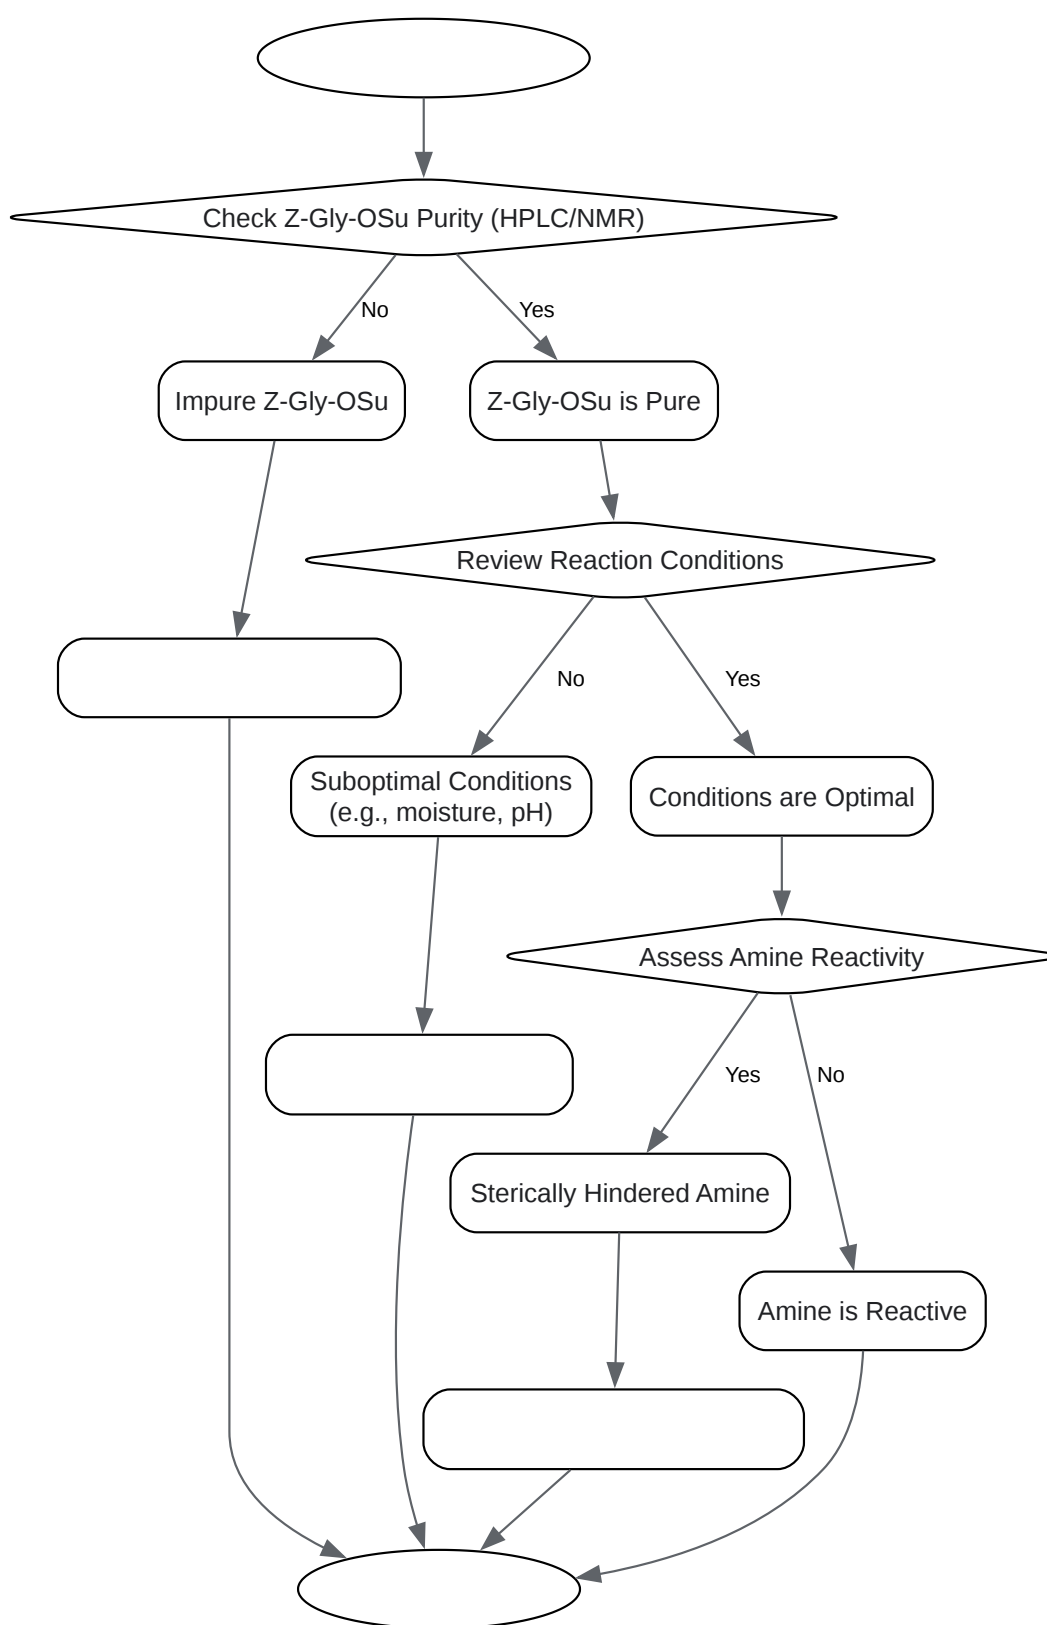 Check Z-Gly-OSu Purity (HPLC/NMR)
No
Yes
Impure Z-Gly-OSu
Z-Gly-OSu is Pure
Review Reaction Conditions
No
Yes
Suboptimal Conditions
(e.g., moisture, pH)
Conditions are Optimal
Assess Amine Reactivity
Yes
No
Sterically Hindered Amine
Amine is Reactive